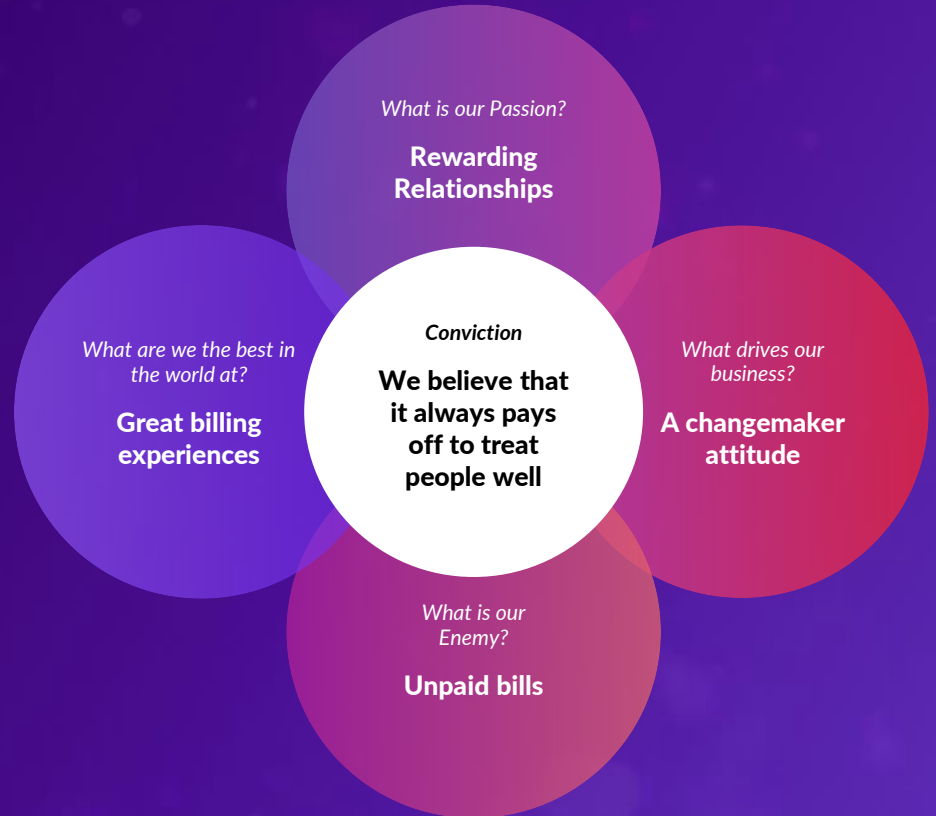 What is our Passion?
Rewarding
Relationships
What are we the best in
the world at?
Great billing
experiences
Conviction
We believe that
it always pays
off to treat
people well
What drives our
business?
A changemaker
attitude
What is our
Enemy?
Unpaid bills